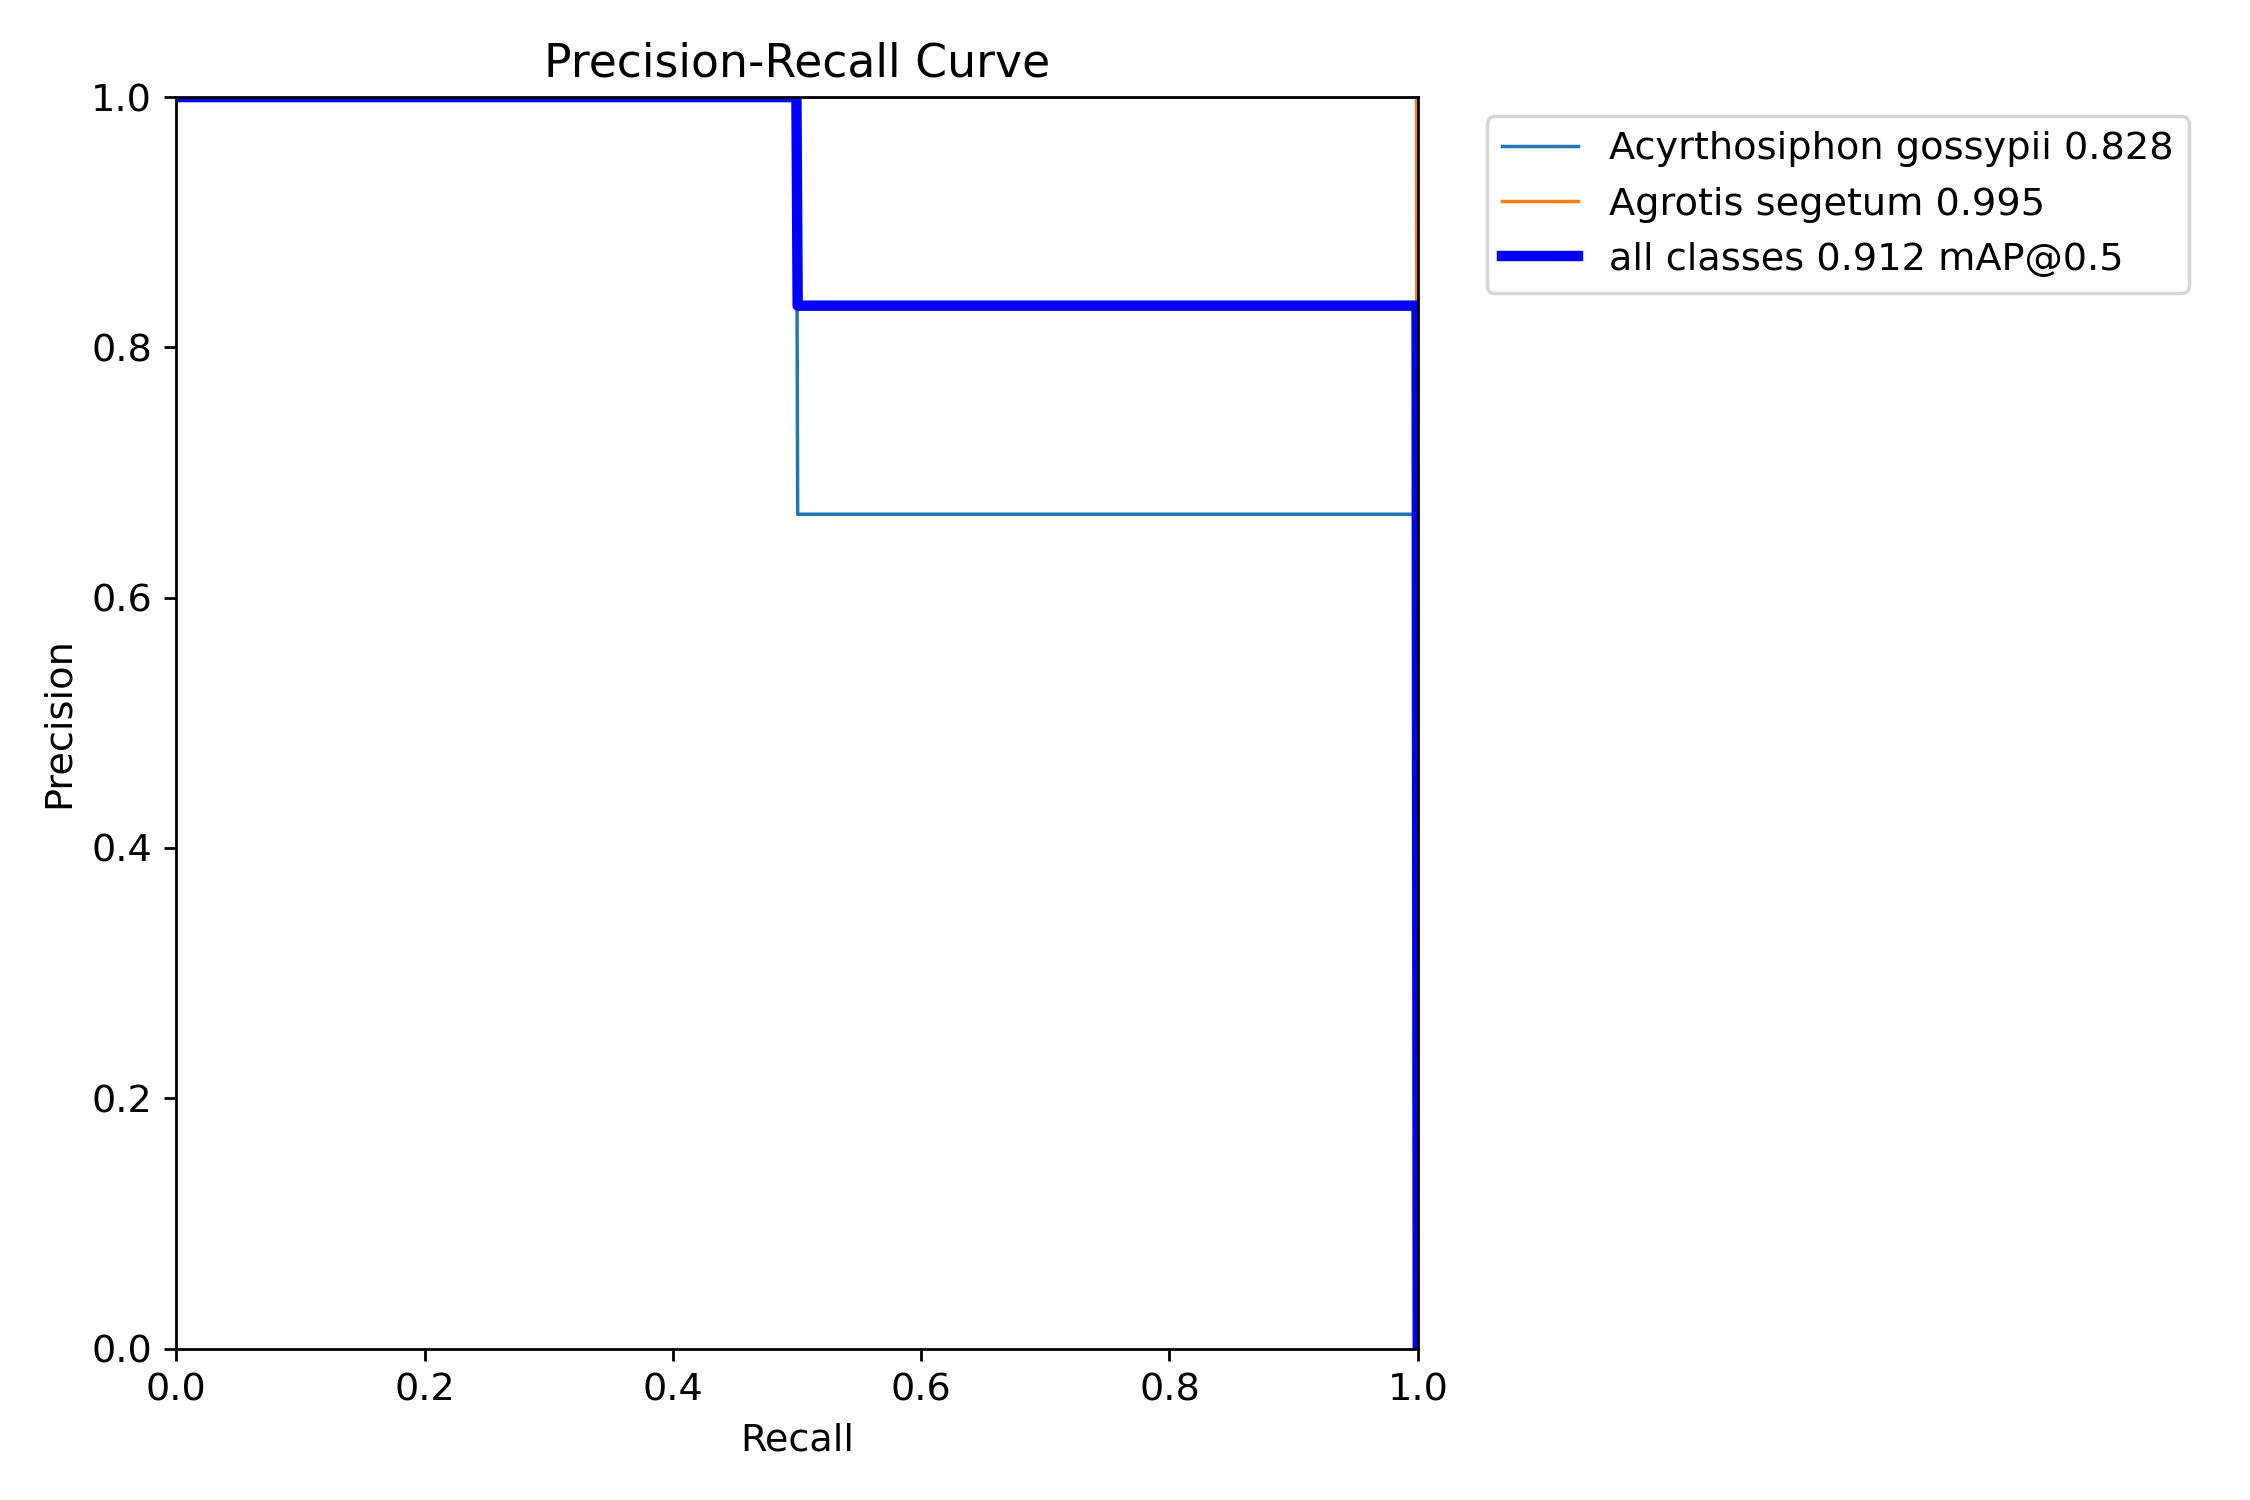 Precision-Recall Curve
1.0
0.8
0.6
0.4
0.2
0.0
Precision
0.0 0.2 0.4 0.6 0.8 1.0
Recall
Acyrthosiphon gossypii 0.828
Agrotis segetum 0.995
all classes 0.912 mAP@0.5